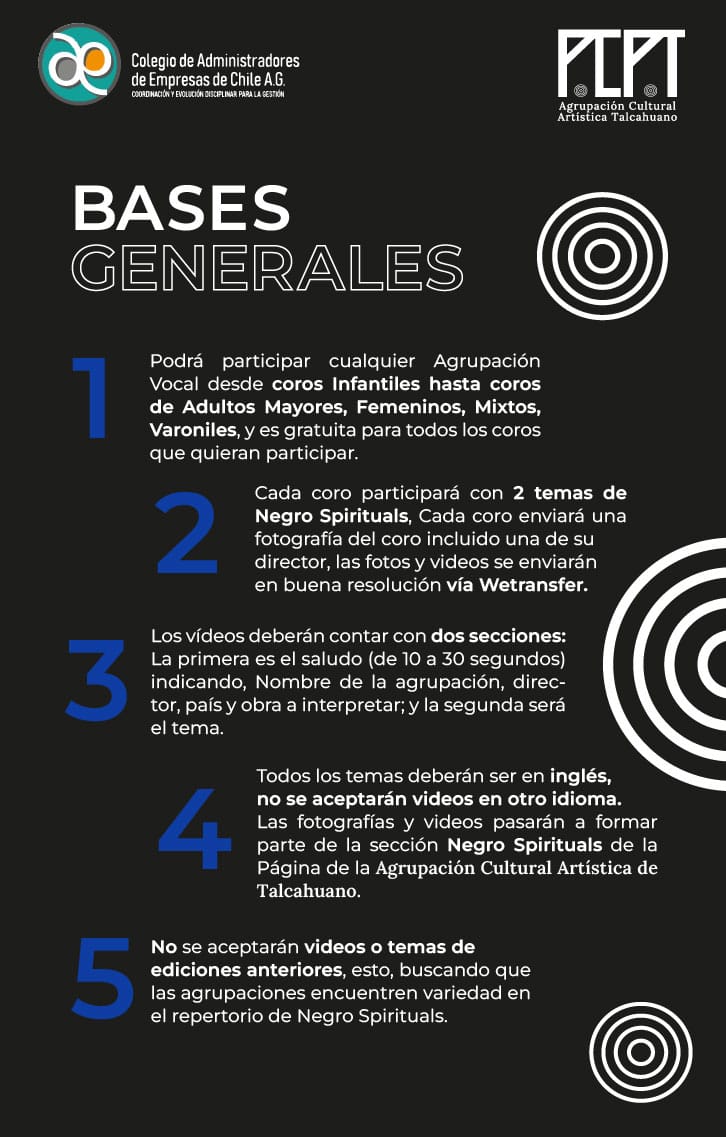 Colegio de Administradores
de Empresas de Chile A.G.
COORDINACIÓN Y EVOLUCIÓN DISCIPLINAR PARA LA GESTIÓN
Agrupación Cultural
Artística Talcahuano
BASES
GENERALES
1
Podrá participar cualquier Agrupación
Vocal desde coros Infantiles hasta coros
de Adultos Mayores, Femeninos, Mixtos,
Varoniles, y es gratuita para todos los coros
que quieran participar.
2
Cada coro participará con 2 temas de
Negro Spirituals, Cada coro enviará una
fotografía del coro incluido una de su
director, las fotos y videos se enviarán
en buena resolución vía Wetransfer.
3
Los vídeos deberán contar con dos secciones:
La primera es el saludo (de 10 a 30 segundos)
indicando, Nombre de la agrupación, direc-
tor, país y obra a interpretar; y la segunda será
el tema.
4
Todos los temas deberán ser en inglés,
no se aceptarán videos en otro idioma.
Las fotografías y videos pasarán a formar
parte de la sección Negro Spirituals de la
Página de la Agrupación Cultural Artística de
Talcahuano.
5
No se aceptarán videos o temas de
ediciones anteriores, esto, buscando que
las agrupaciones encuentren variedad en
el repertorio de Negro Spirituals.